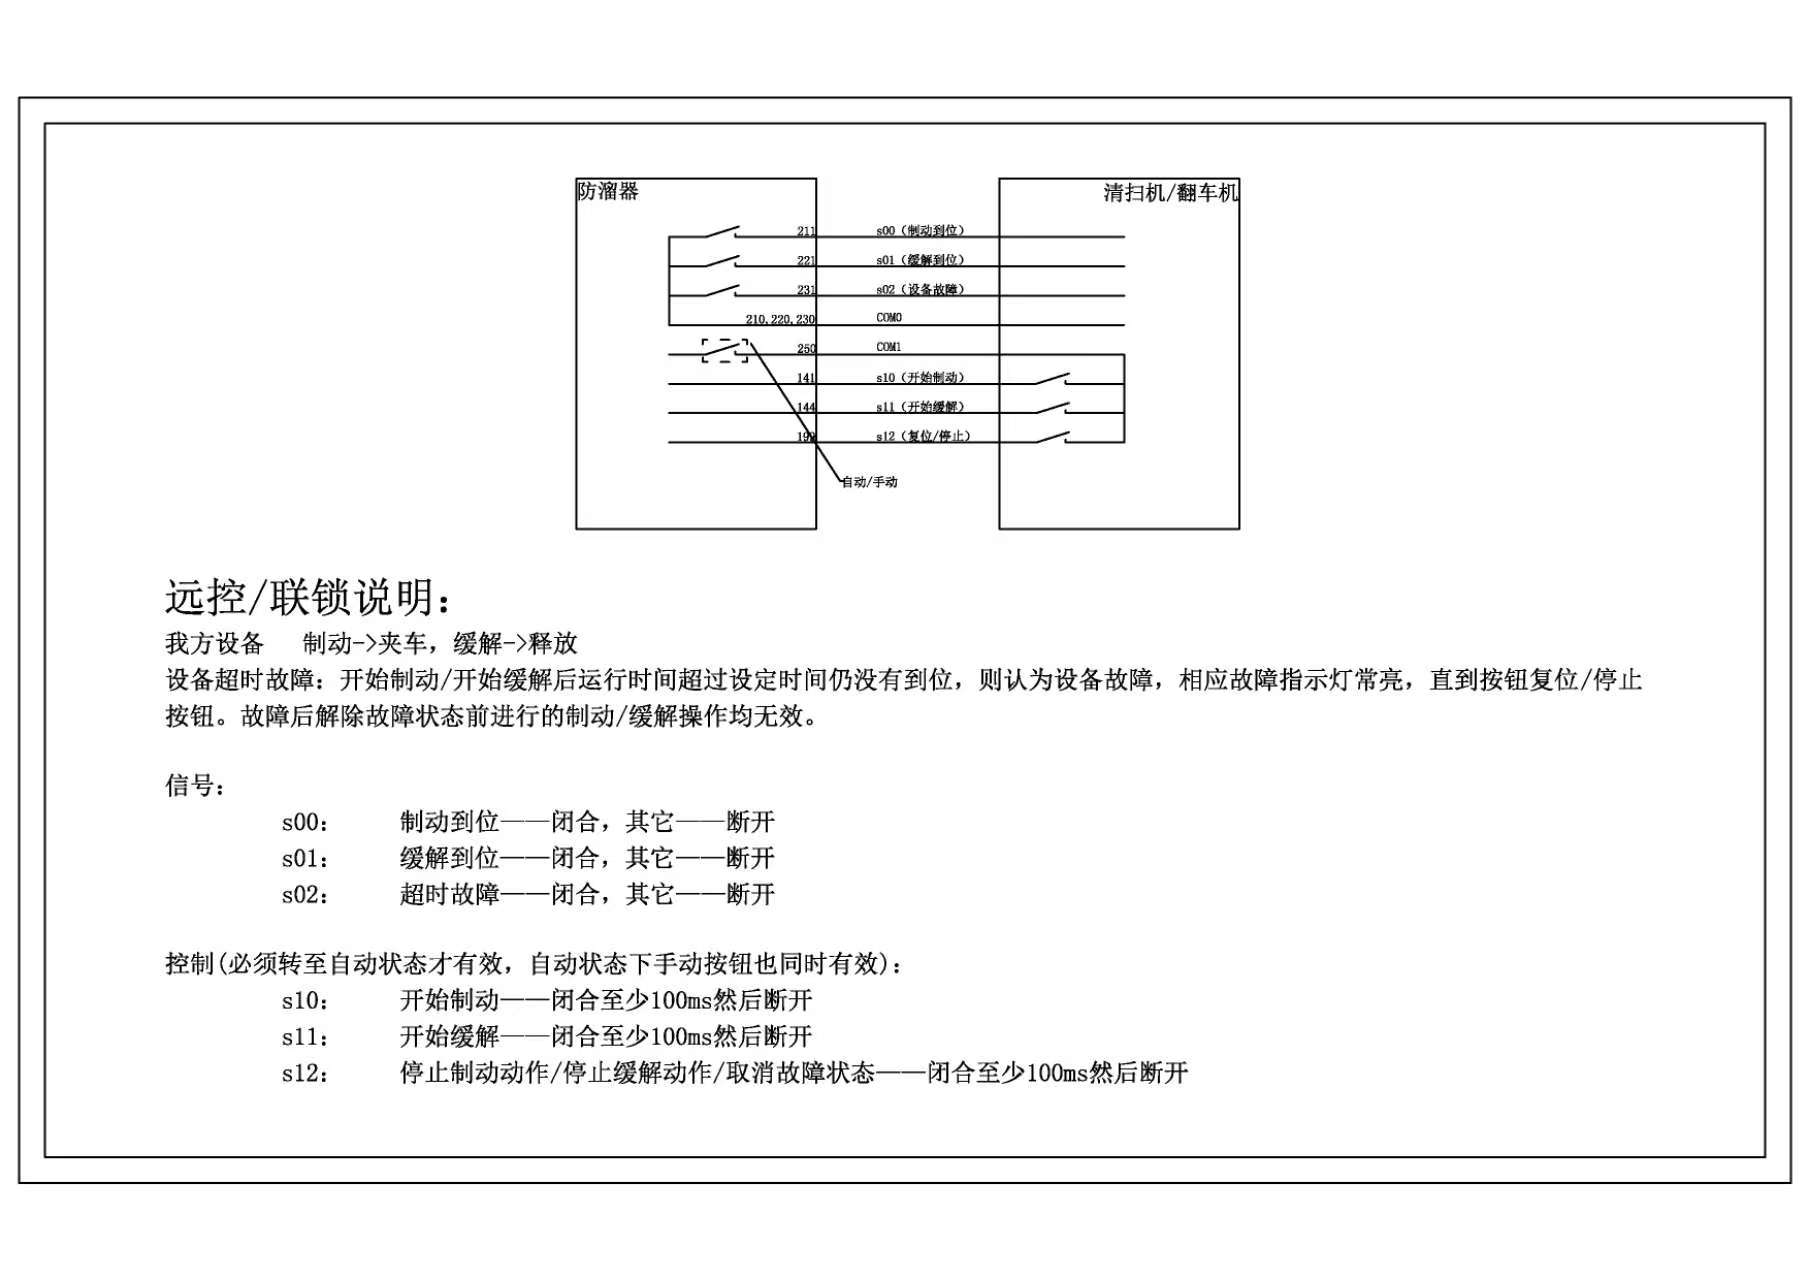 防溜器
清扫机/翻车机
211 s00（制动到位）
221 s01（缓解到位）
231 s02（设备故障）
210,220,230 COM0
250 COM1
141 s10（开始制动）
144 s11（开始缓解）
s12（复位/停止）
自动/手动
远控/联锁说明：
我方设备 制动->夹车，缓解->释放
设备超时故障：开始制动/开始缓解后运行时间超过设定时间仍没有到位，则认为设备故障，相应故障指示灯常亮，直到按钮复位/停止
按钮。故障后解除故障状态前进行的制动/缓解操作均无效。
信号：
s00： 制动到位——闭合，其它——断开
s01： 缓解到位——闭合，其它——断开
s02： 超时故障——闭合，其它——断开
控制(必须转至自动状态才有效，自动状态下手动按钮也同时有效)：
s10： 开始制动——闭合至少100ms然后断开
s11： 开始缓解——闭合至少100ms然后断开
s12： 停止制动动作/停止缓解动作/取消故障状态——闭合至少100ms然后断开